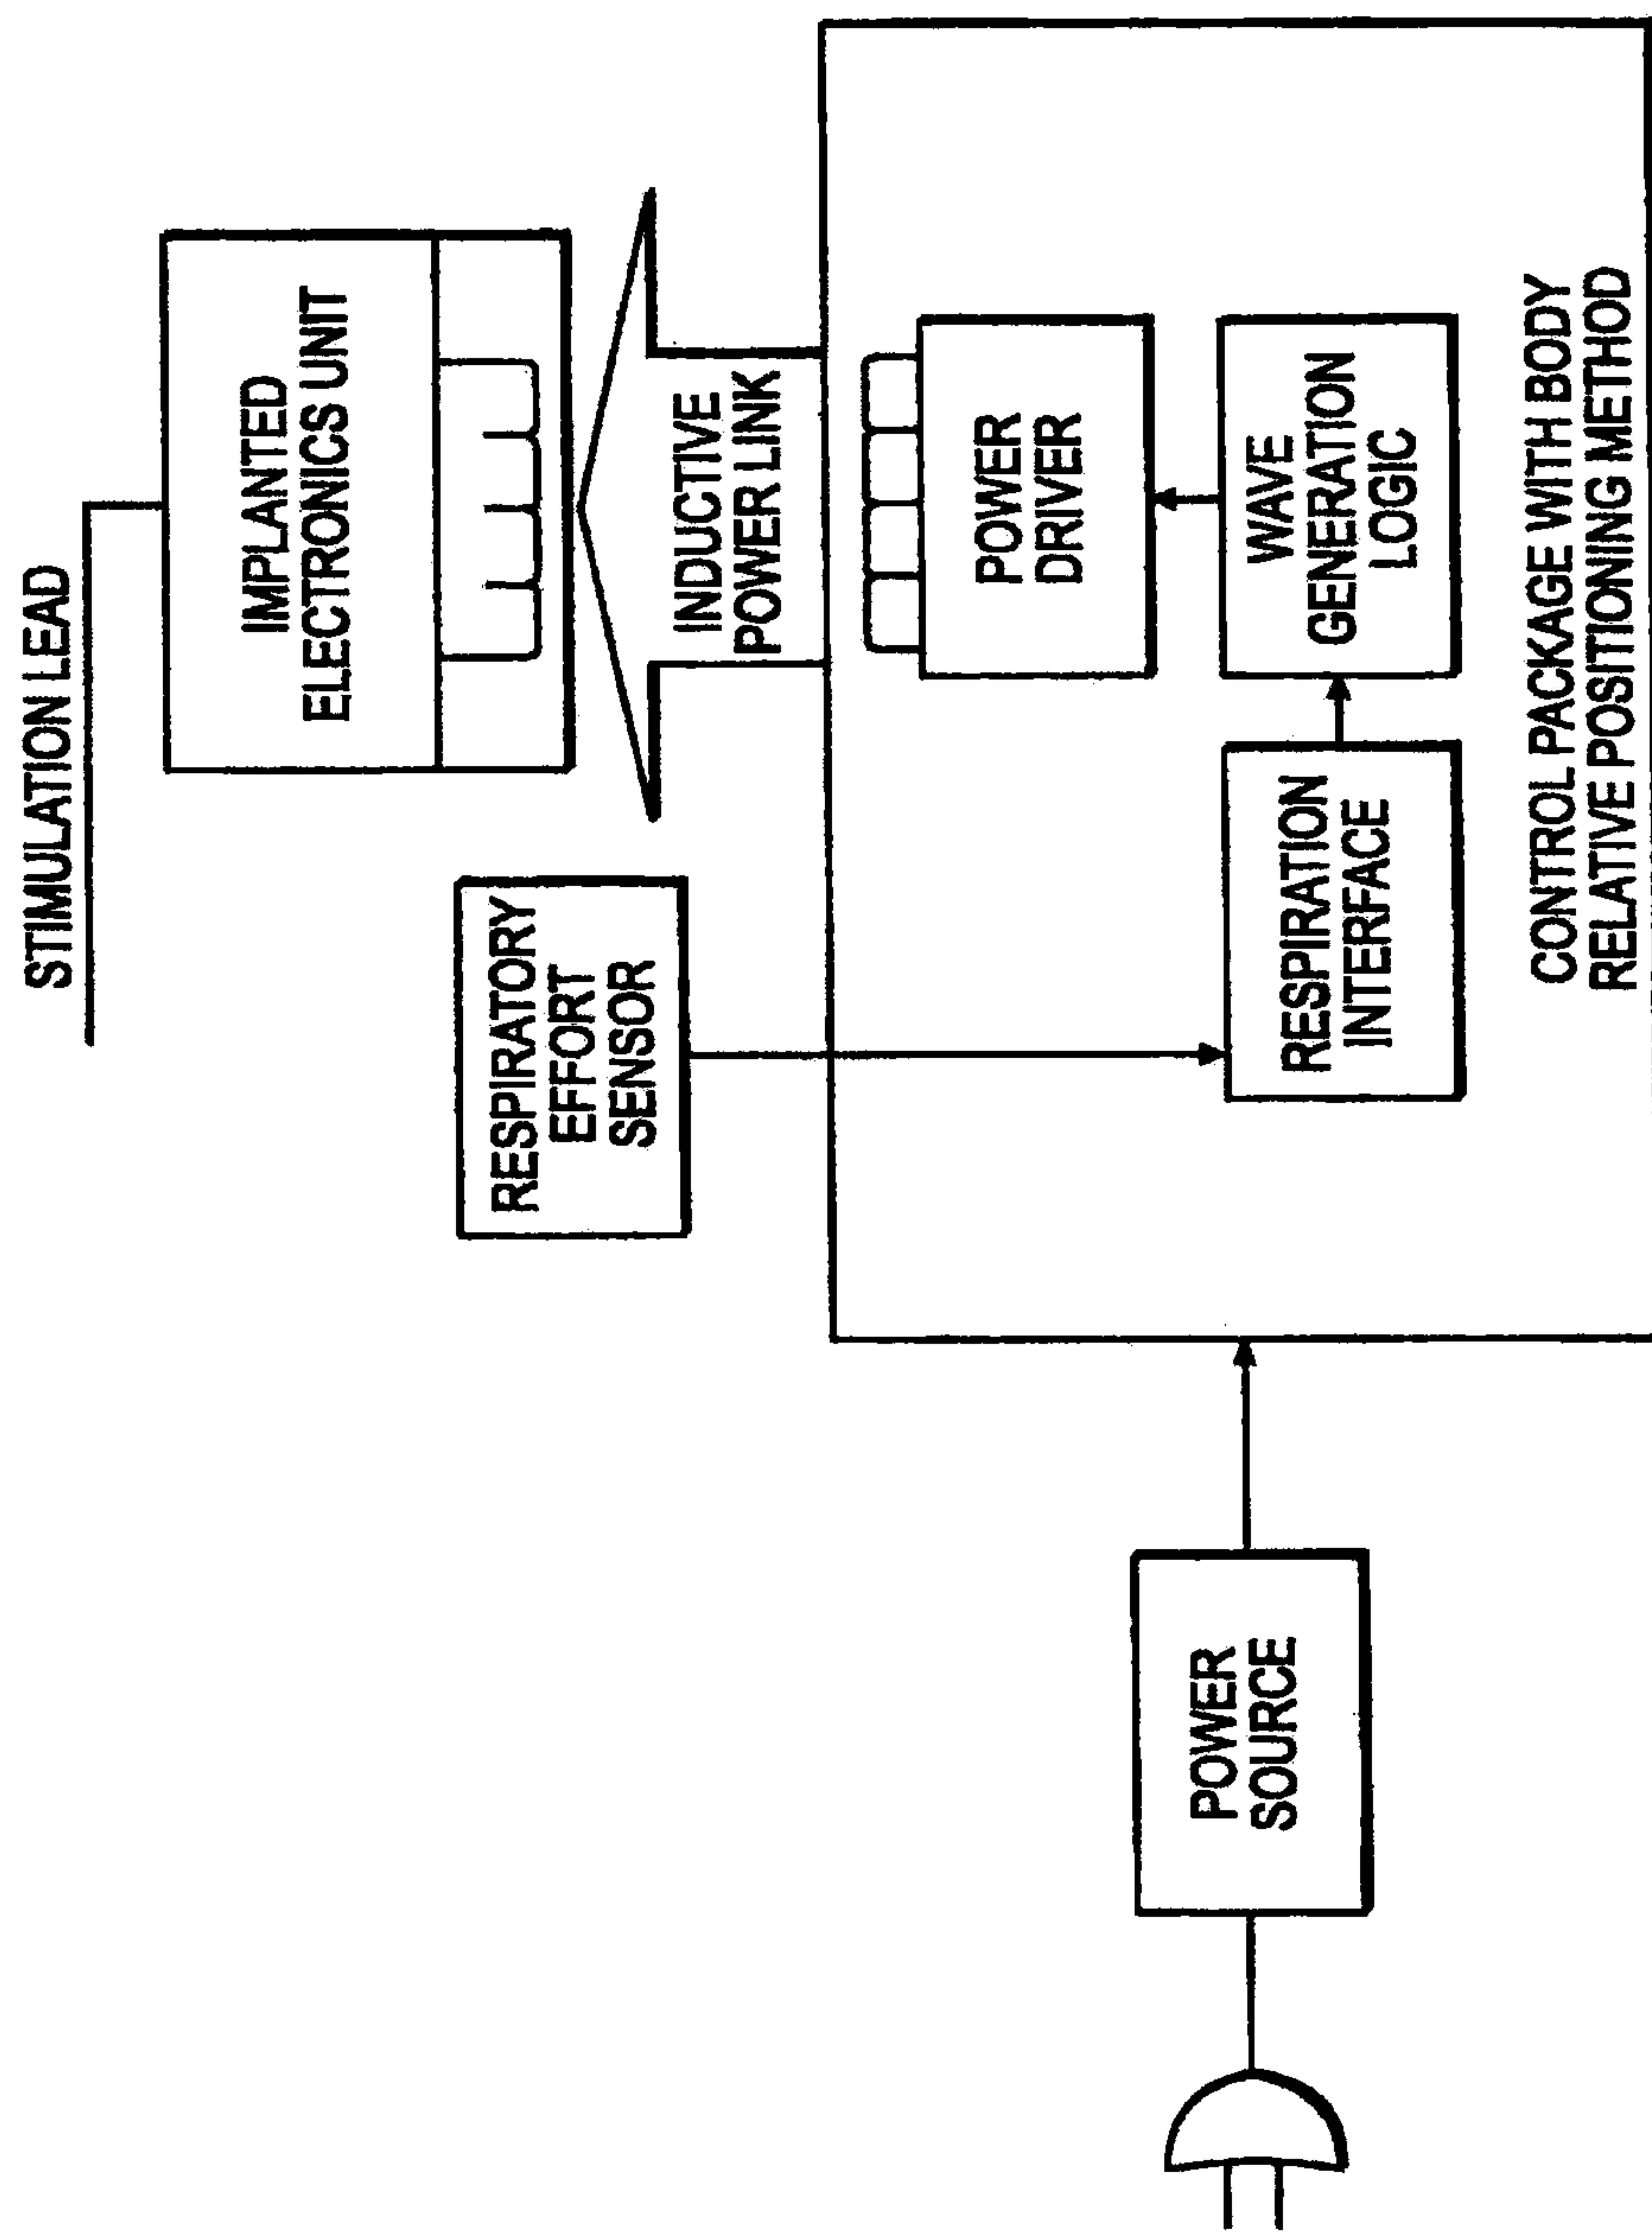 STIMULATION LEAD
IMPLANTED
ELECTRONICS UNIT
RESPIRATORY
EFFORT
SENSOR
INDUCTIVE
POWER LINK
POWER
DRIVER
WAVE
GENERATION
LOGIC
RESPIRATION
INTERFACE
POWER
SOURCE
CONTROL PACKAGE WITH BODY
RELATIVE POSITIONING METHOD